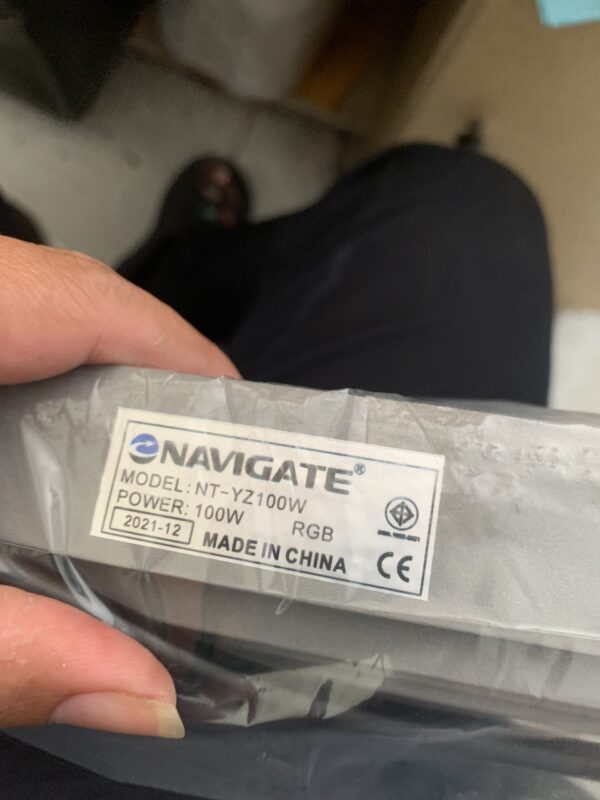 NAVIGATE®
MODEL: NT-YZ100W
POWER: 100W RGB
2021-12
MADE IN CHINA
CE